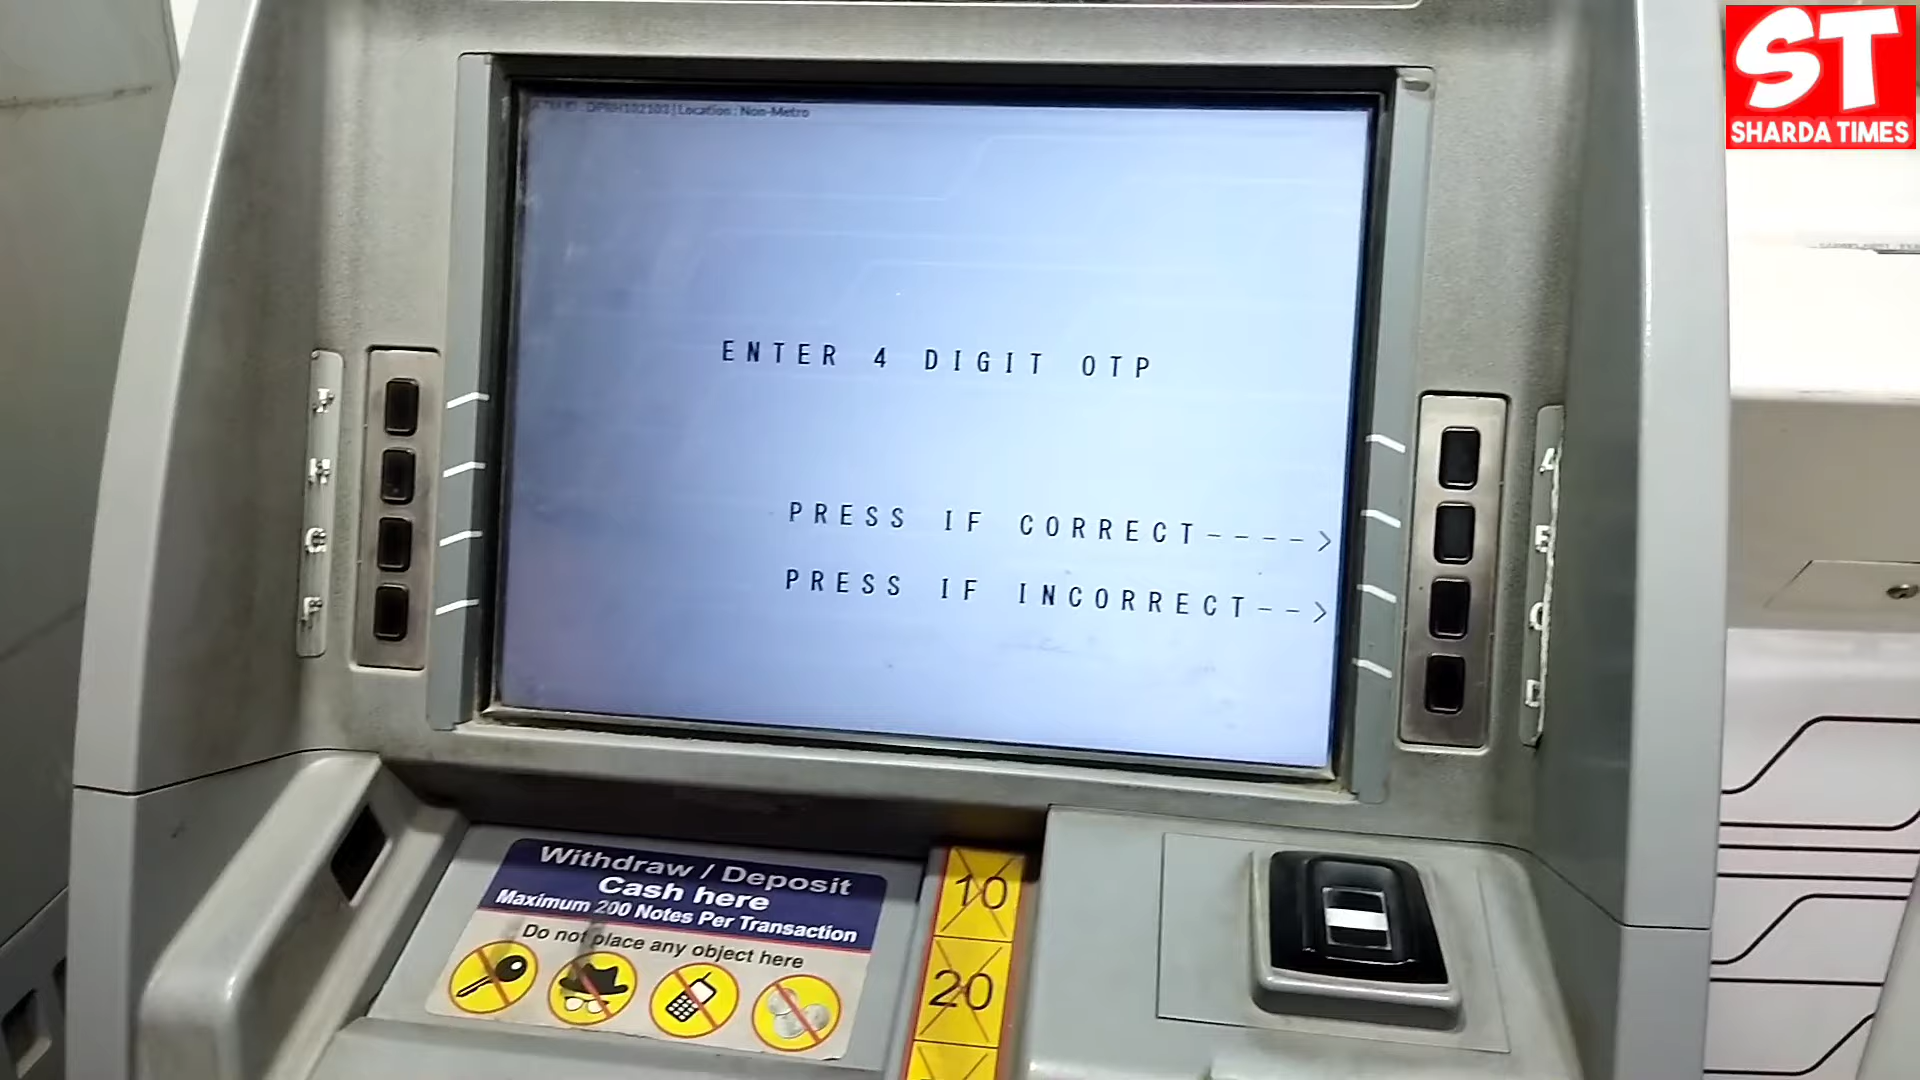 ST
SHARDA TIMES
Location : Non-Metro
ENTER 4 DIGIT OTP
PRESS IF CORRECT---->
PRESS IF INCORRECT-->
H
G
F
A
Withdraw / Deposit
Cash here
Maximum 200 Notes Per Transaction
Do not place any object here
10
20